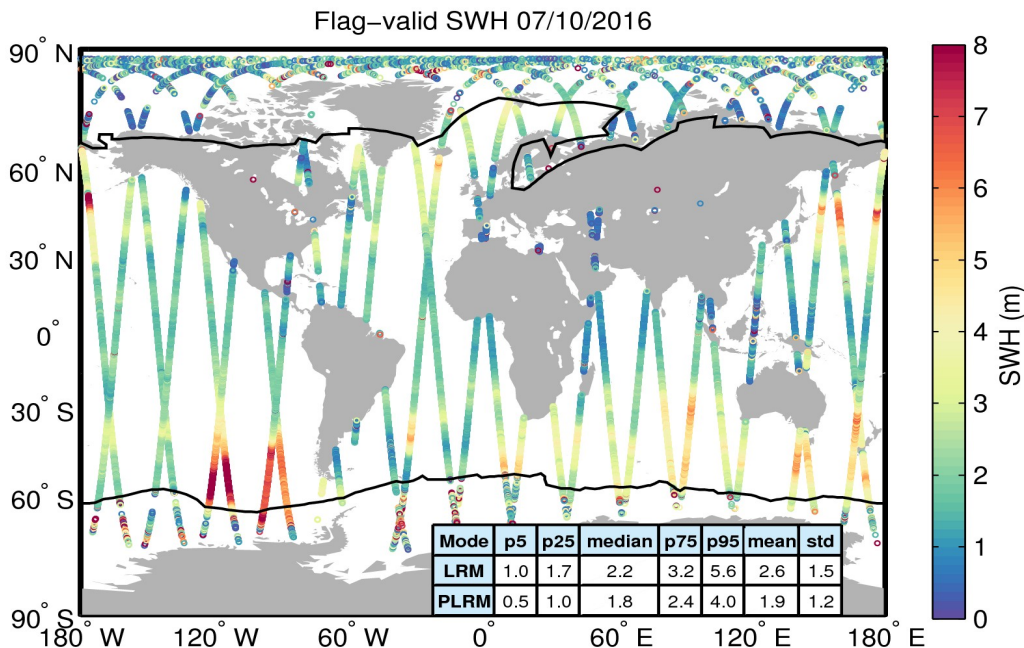 Flag−valid SWH 07/10/2016
90° N
60° N
30° N
0°
30° S
60° S
90° S
180° W
120° W
60° W
0°
60° E
120° E
180° E
Mode p5 p25 median p75 p95 mean std
LRM 1.0 1.7 2.2 3.2 5.6 2.6 1.5
PLRM 0.5 1.0 1.8 2.4 4.0 1.9 1.2
8
7
6
5
4
3
2
1
0
SWH (m)